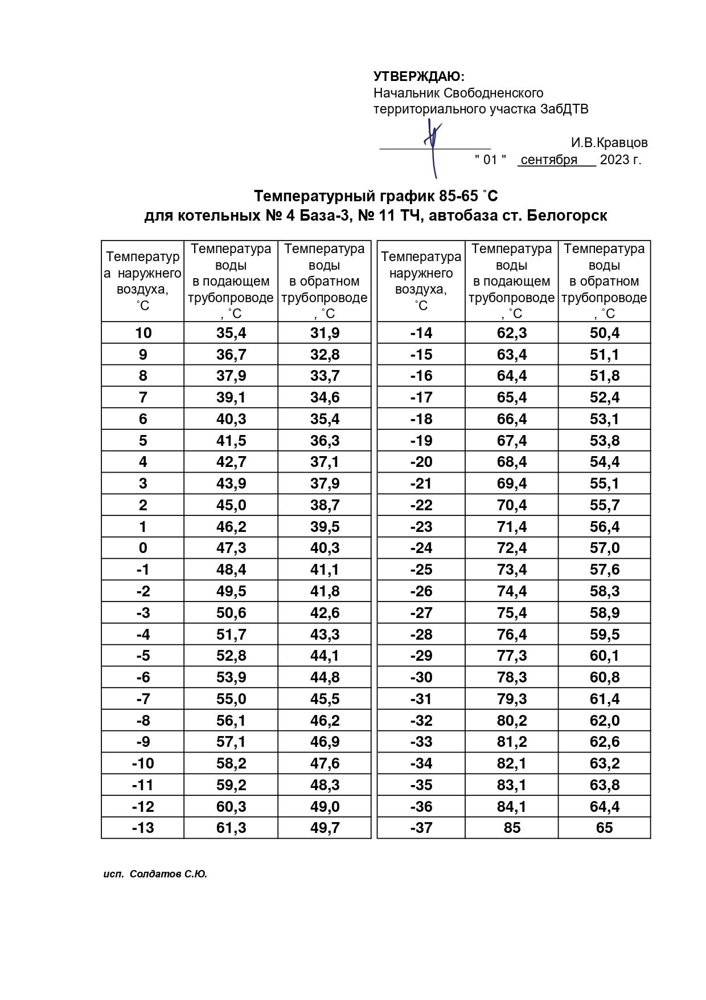 УТВЕРЖДАЮ:
Начальник Свободненского
территориального участка ЗабДТВ
И.В.Кравцов
" 01 " сентября 2023 г.
Температурный график 85-65 ˚С
для котельных № 4 База-3, № 11 ТЧ, автобаза ст. Белогорск
Температур а наружнего воздуха, ˚С Температура воды в подающем трубопроводе , ˚С Температура воды в обратном трубопроводе , ˚С Температура наружнего воздуха, ˚С Температура воды в подающем трубопроводе , ˚С Температура воды в обратном трубопроводе , ˚С
10 35,4 31,9 -14 62,3 50,4
9 36,7 32,8 -15 63,4 51,1
8 37,9 33,7 -16 64,4 51,8
7 39,1 34,6 -17 65,4 52,4
6 40,3 35,4 -18 66,4 53,1
5 41,5 36,3 -19 67,4 53,8
4 42,7 37,1 -20 68,4 54,4
3 43,9 37,9 -21 69,4 55,1
2 45,0 38,7 -22 70,4 55,7
1 46,2 39,5 -23 71,4 56,4
0 47,3 40,3 -24 72,4 57,0
-1 48,4 41,1 -25 73,4 57,6
-2 49,5 41,8 -26 74,4 58,3
-3 50,6 42,6 -27 75,4 58,9
-4 51,7 43,3 -28 76,4 59,5
-5 52,8 44,1 -29 77,3 60,1
-6 53,9 44,8 -30 78,3 60,8
-7 55,0 45,5 -31 79,3 61,4
-8 56,1 46,2 -32 80,2 62,0
-9 57,1 46,9 -33 81,2 62,6
-10 58,2 47,6 -34 82,1 63,2
-11 59,2 48,3 -35 83,1 63,8
-12 60,3 49,0 -36 84,1 64,4
-13 61,3 49,7 -37 85 65
исп. Солдатов С.Ю.